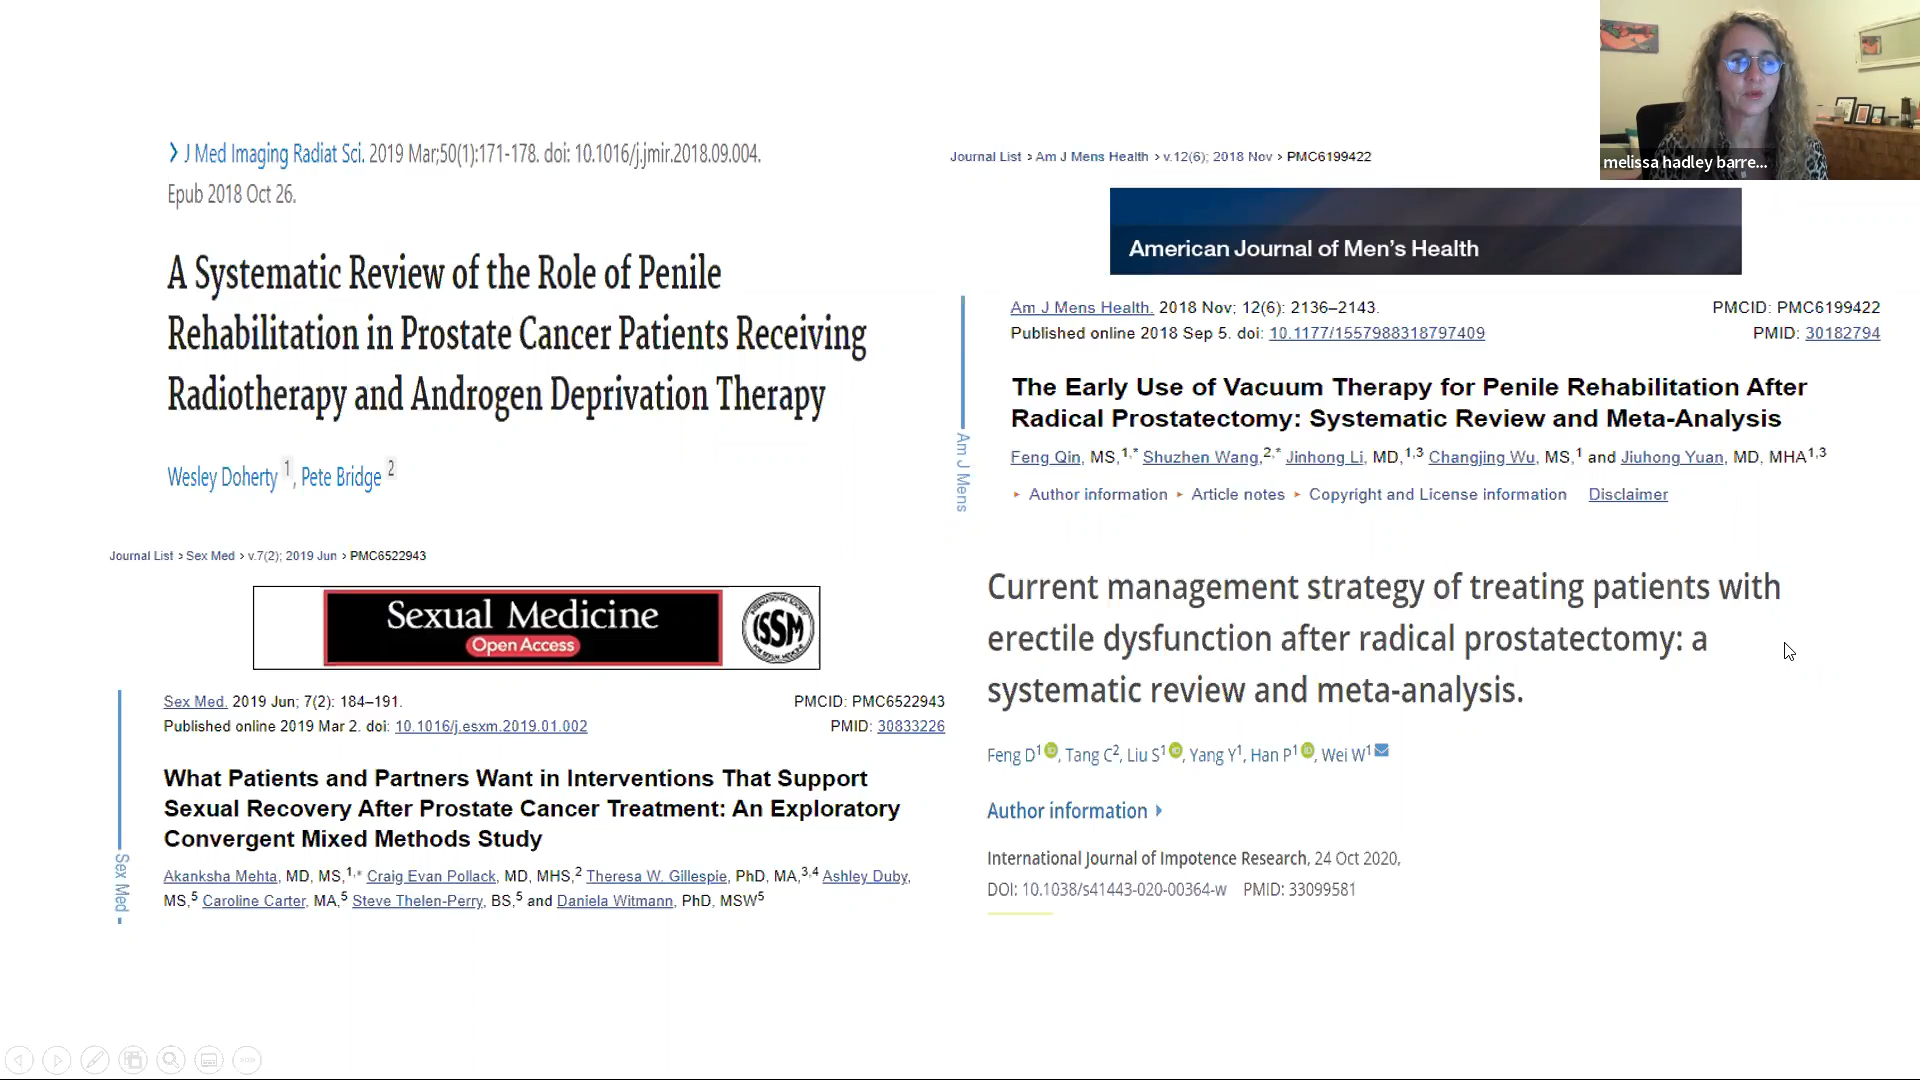 J Med Imaging Radiat Sci. 2019 Mar;50(1):171-178. doi: 10.1016/j.jmir.2018.09.004.
Epub 2018 Oct 26.
A Systematic Review of the Role of Penile
Rehabilitation in Prostate Cancer Patients Receiving
Radiotherapy and Androgen Deprivation Therapy
Wesley Doherty 1, Pete Bridge 2
Journal List > Am J Mens Health > v.12(6); 2018 Nov > PMC6199422
American Journal of Men's Health
Am J Mens Health. 2018 Nov; 12(6): 2136–2143. PMCID: PMC6199422
Published online 2018 Sep 5. doi: 10.1177/1557988318797409 PMID: 30182794
The Early Use of Vacuum Therapy for Penile Rehabilitation After
Radical Prostatectomy: Systematic Review and Meta-Analysis
Feng Qin, MS,1,* Shuzhen Wang,2,* Jinhong Li, MD,1,3 Changjing Wu, MS,1 and Jiuhong Yuan, MD, MHA1,3
Author information Article notes Copyright and License information Disclaimer
Am J Mens
melissa hadley barre...
Journal List > Sex Med > v.7(2); 2019 Jun > PMC6522943
Sexual Medicine
Open Access
INTERNATIONAL SOCIETY
ISSM
FOR SEXUAL MEDICINE
Sex Med. 2019 Jun; 7(2): 184–191. PMCID: PMC6522943
Published online 2019 Mar 2. doi: 10.1016/j.esxm.2019.01.002 PMID: 30833226
What Patients and Partners Want in Interventions That Support
Sexual Recovery After Prostate Cancer Treatment: An Exploratory
Convergent Mixed Methods Study
Akanksha Mehta, MD, MS,1,* Craig Evan Pollack, MD, MHS,2 Theresa W. Gillespie, PhD, MA,3,4 Ashley Duby,
MS,5 Caroline Carter, MA,5 Steve Thelen-Perry, BS,5 and Daniela Witmann, PhD, MSW5
Sex Med
Current management strategy of treating patients with
erectile dysfunction after radical prostatectomy: a
systematic review and meta-analysis.
Feng D1, Tang C2, Liu S1, Yang Y1, Han P1, Wei W1
Author information
International Journal of Impotence Research, 24 Oct 2020,
DOI: 10.1038/s41443-020-00364-w PMID: 33099581